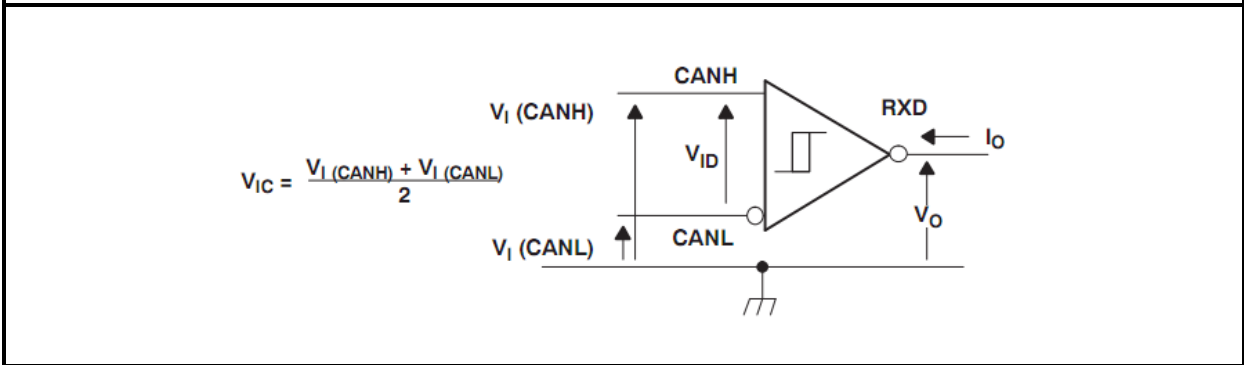 CANH
RXD
VI (CANH)
IO
VID
VIC = VI (CANH) + VI (CANL)
2
VO
CANL
VI (CANL)